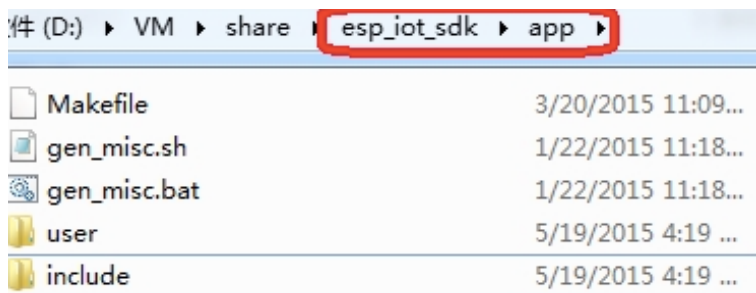 件 (D:) ▸ VM ▸ share ▸ esp_iot_sdk ▸ app ▸
Makefile 3/20/2015 11:09...
gen_misc.sh 1/22/2015 11:18...
gen_misc.bat 1/22/2015 11:18...
user 5/19/2015 4:19 ...
include 5/19/2015 4:19 ...